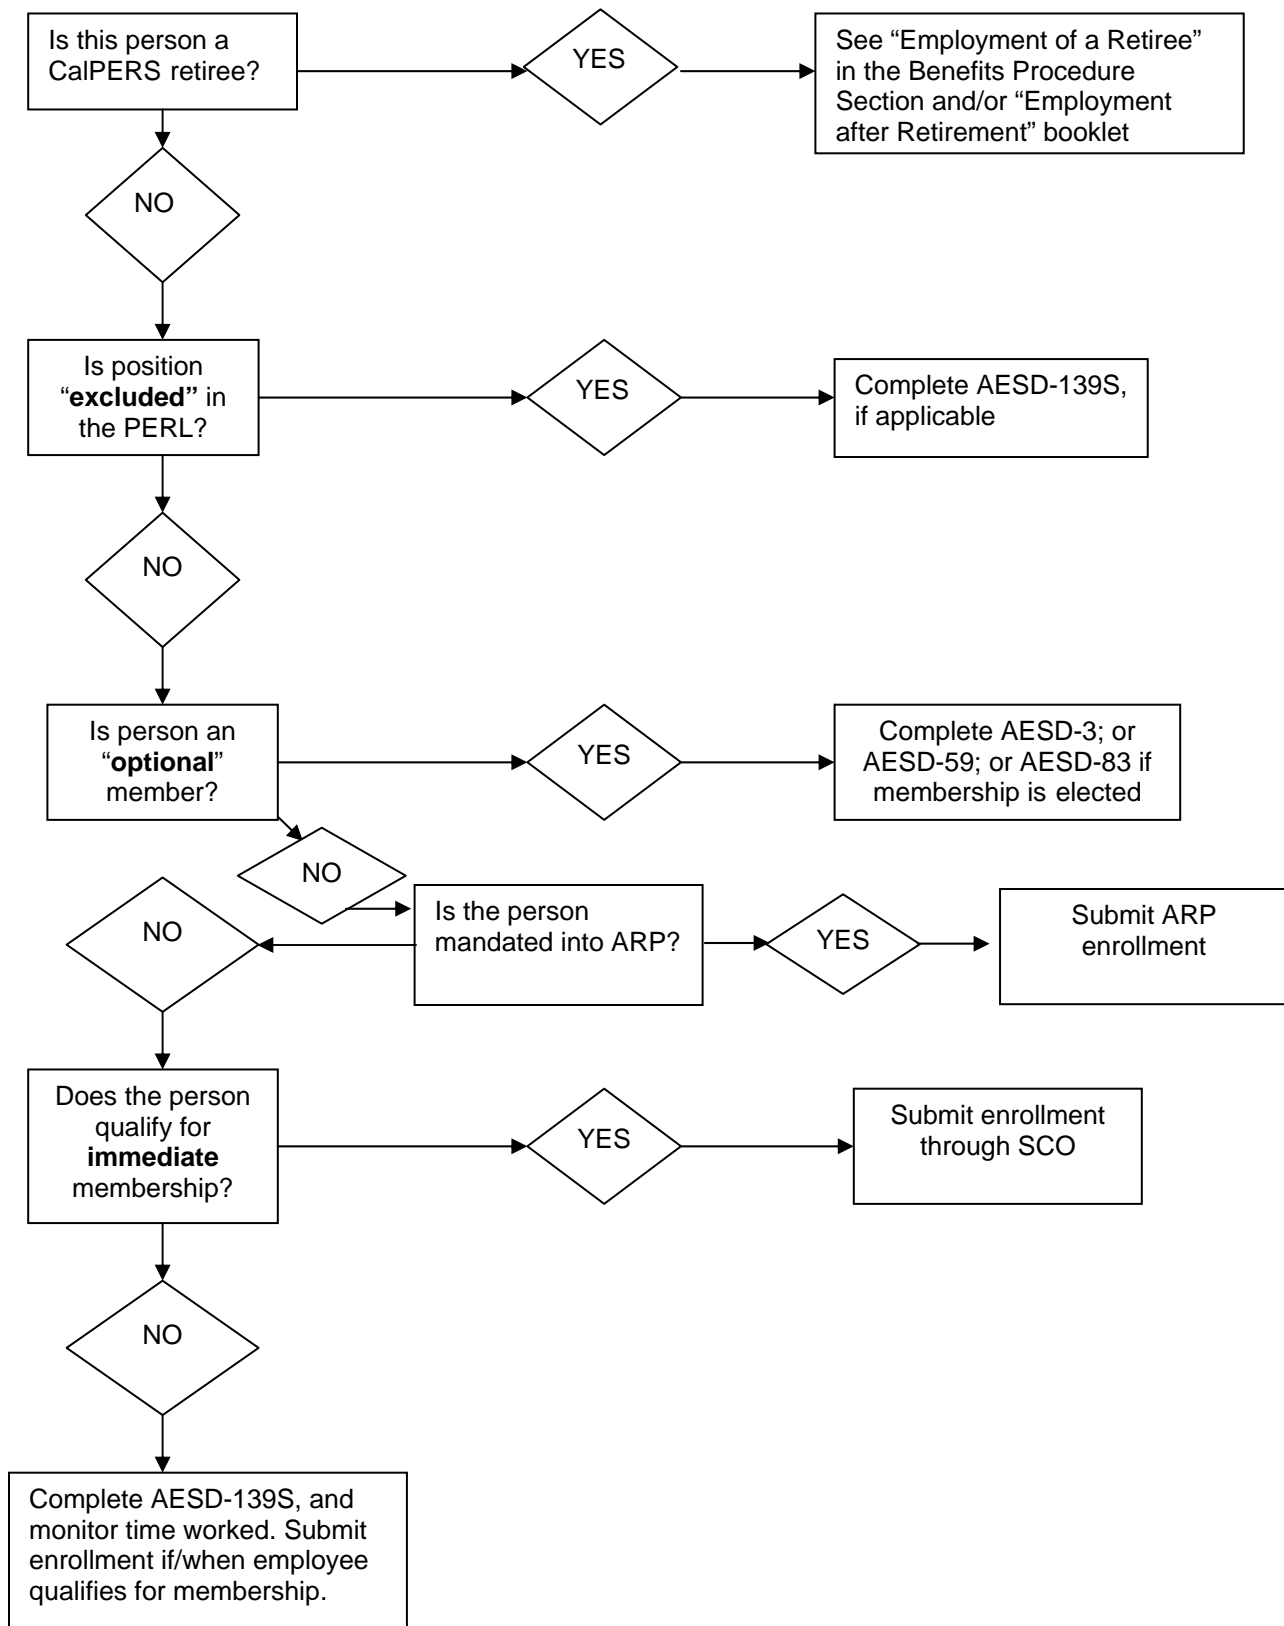 Is this person a
CalPERS retiree?
YES
See “Employment of a Retiree”
in the Benefits Procedure
Section and/or “Employment
after Retirement” booklet
NO
Is position
“excluded” in
the PERL?
YES
Complete AESD-139S,
if applicable
NO
Is person an
“optional”
member?
YES
Complete AESD-3; or
AESD-59; or AESD-83 if
membership is elected
NO
Is the person
mandated into ARP?
YES
Submit ARP
enrollment
NO
Does the person
qualify for
immediate
membership?
YES
Submit enrollment
through SCO
NO
Complete AESD-139S, and
monitor time worked. Submit
enrollment if/when employee
qualifies for membership.